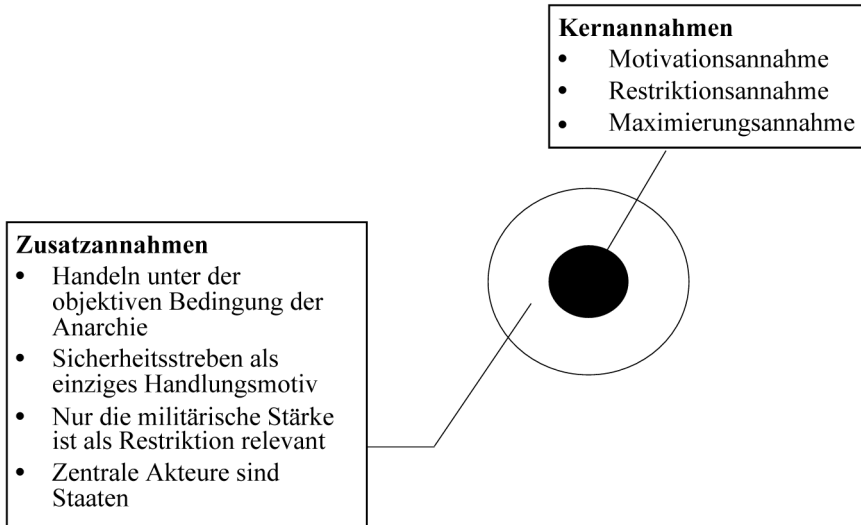 Kernannahmen
• Motivationsannahme
• Restriktionsannahme
• Maximierungsannahme
Zusatzannahmen
• Handeln unter der
objektiven Bedingung der
Anarchie
• Sicherheitsstreben als
einziges Handlungsmotiv
• Nur die militärische Stärke
ist als Restriktion relevant
• Zentrale Akteure sind
Staaten